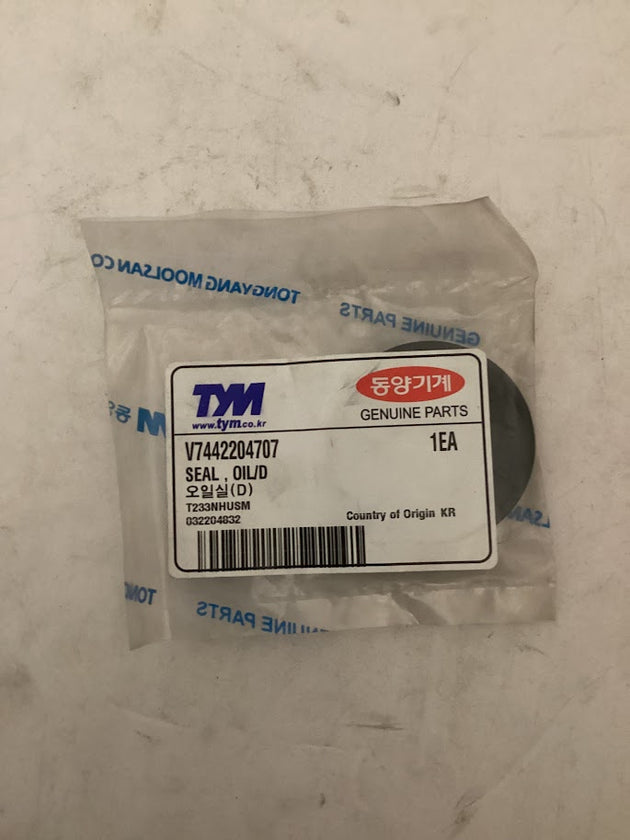 TONGYANG MOOLSAN CO
GENUINE PARTS
TYM
www.tym.co.kr
동양기계
GENUINE PARTS
V7442204707
1EA
SEAL , OIL/D
오일실(D)
T233NHUSM
032204832
Country of Origin KR
GENUINE PARTS